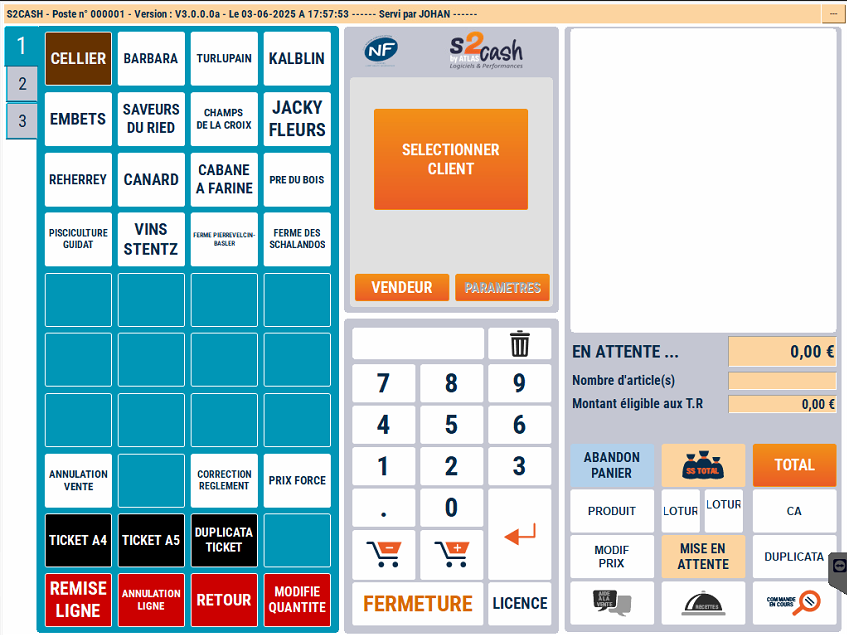 S2CASH - Poste n° 000001 - Version : V3.0.0.0a - Le 03-06-2025 A 17:57:53 ------ Servi par JOHAN ------
...
1
2
3
CELLIER
BARBARA
TURLUPAIN
KALBLIN
EMBETS
SAVEURS
DU RIED
CHAMPS
DE LA CROIX
JACKY
FLEURS
REHERREY
CANARD
CABANE
A FARINE
PRE DU BOIS
PISCICULTURE
GUIDAT
VINS
STENTZ
FERME PIERREVELCIN-
BASLER
FERME DES
SCHALANDOS
ANNULATION
VENTE
CORRECTION
REGLEMENT
PRIX FORCE
TICKET A4
TICKET A5
DUPLICATA
TICKET
REMISE
LIGNE
ANNULATION
LIGNE
RETOUR
MODIFIE
QUANTITE
NF
S2cash
by ATLAS
Logiciels & Performances
SELECTIONNER
CLIENT
VENDEUR
PARAMETRES
7
8
9
4
5
6
1
2
3
.
0
FERMETURE
LICENCE
EN ATTENTE ...
0,00 €
Nombre d'article(s)
Montant éligible aux T.R
0,00 €
ABANDON
PANIER
SS TOTAL
TOTAL
PRODUIT
LOTUR
LOTUR
CA
MODIF
PRIX
MISE EN
ATTENTE
DUPLICATA
AIDE
À LA
VENTE
RECETTES
COMMANDE
EN COURS